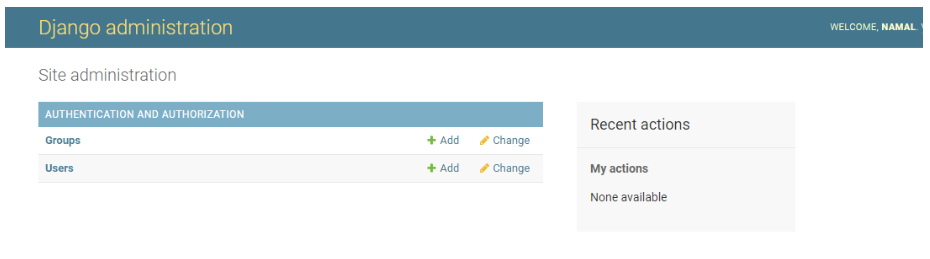 Django administration
WELCOME, NAMAL.
Site administration
AUTHENTICATION AND AUTHORIZATION
Groups Add Change
Users Add Change
Recent actions
My actions
None available